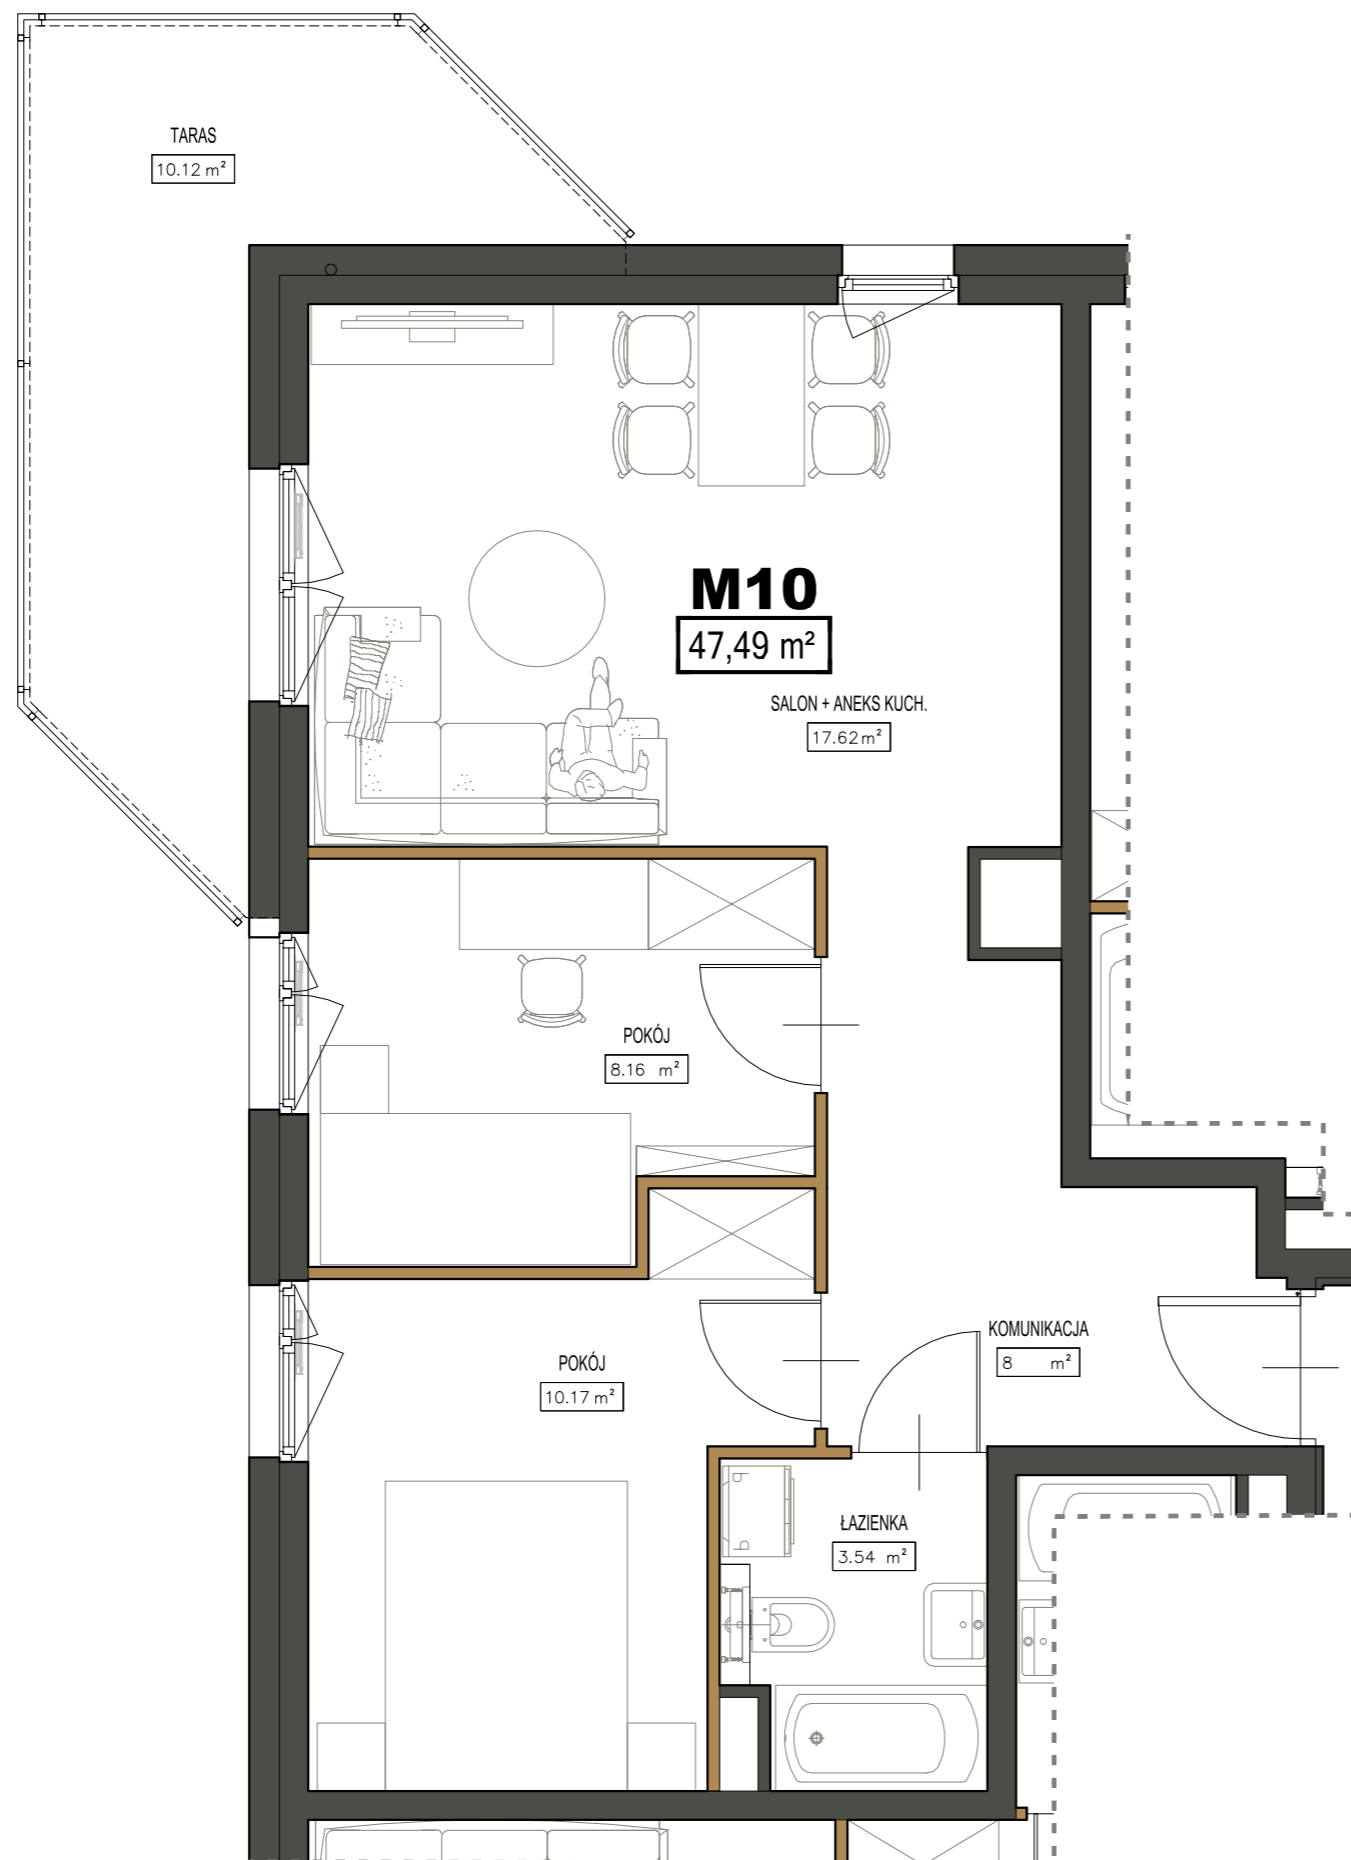 TARAS
10.12 m²
M10
47,49 m²
SALON + ANEKS KUCH.
17.62 m²
POKÓJ
8.16 m²
KOMUNIKACJA
8 m²
POKÓJ
10.17 m²
ŁAZIENKA
3.54 m²